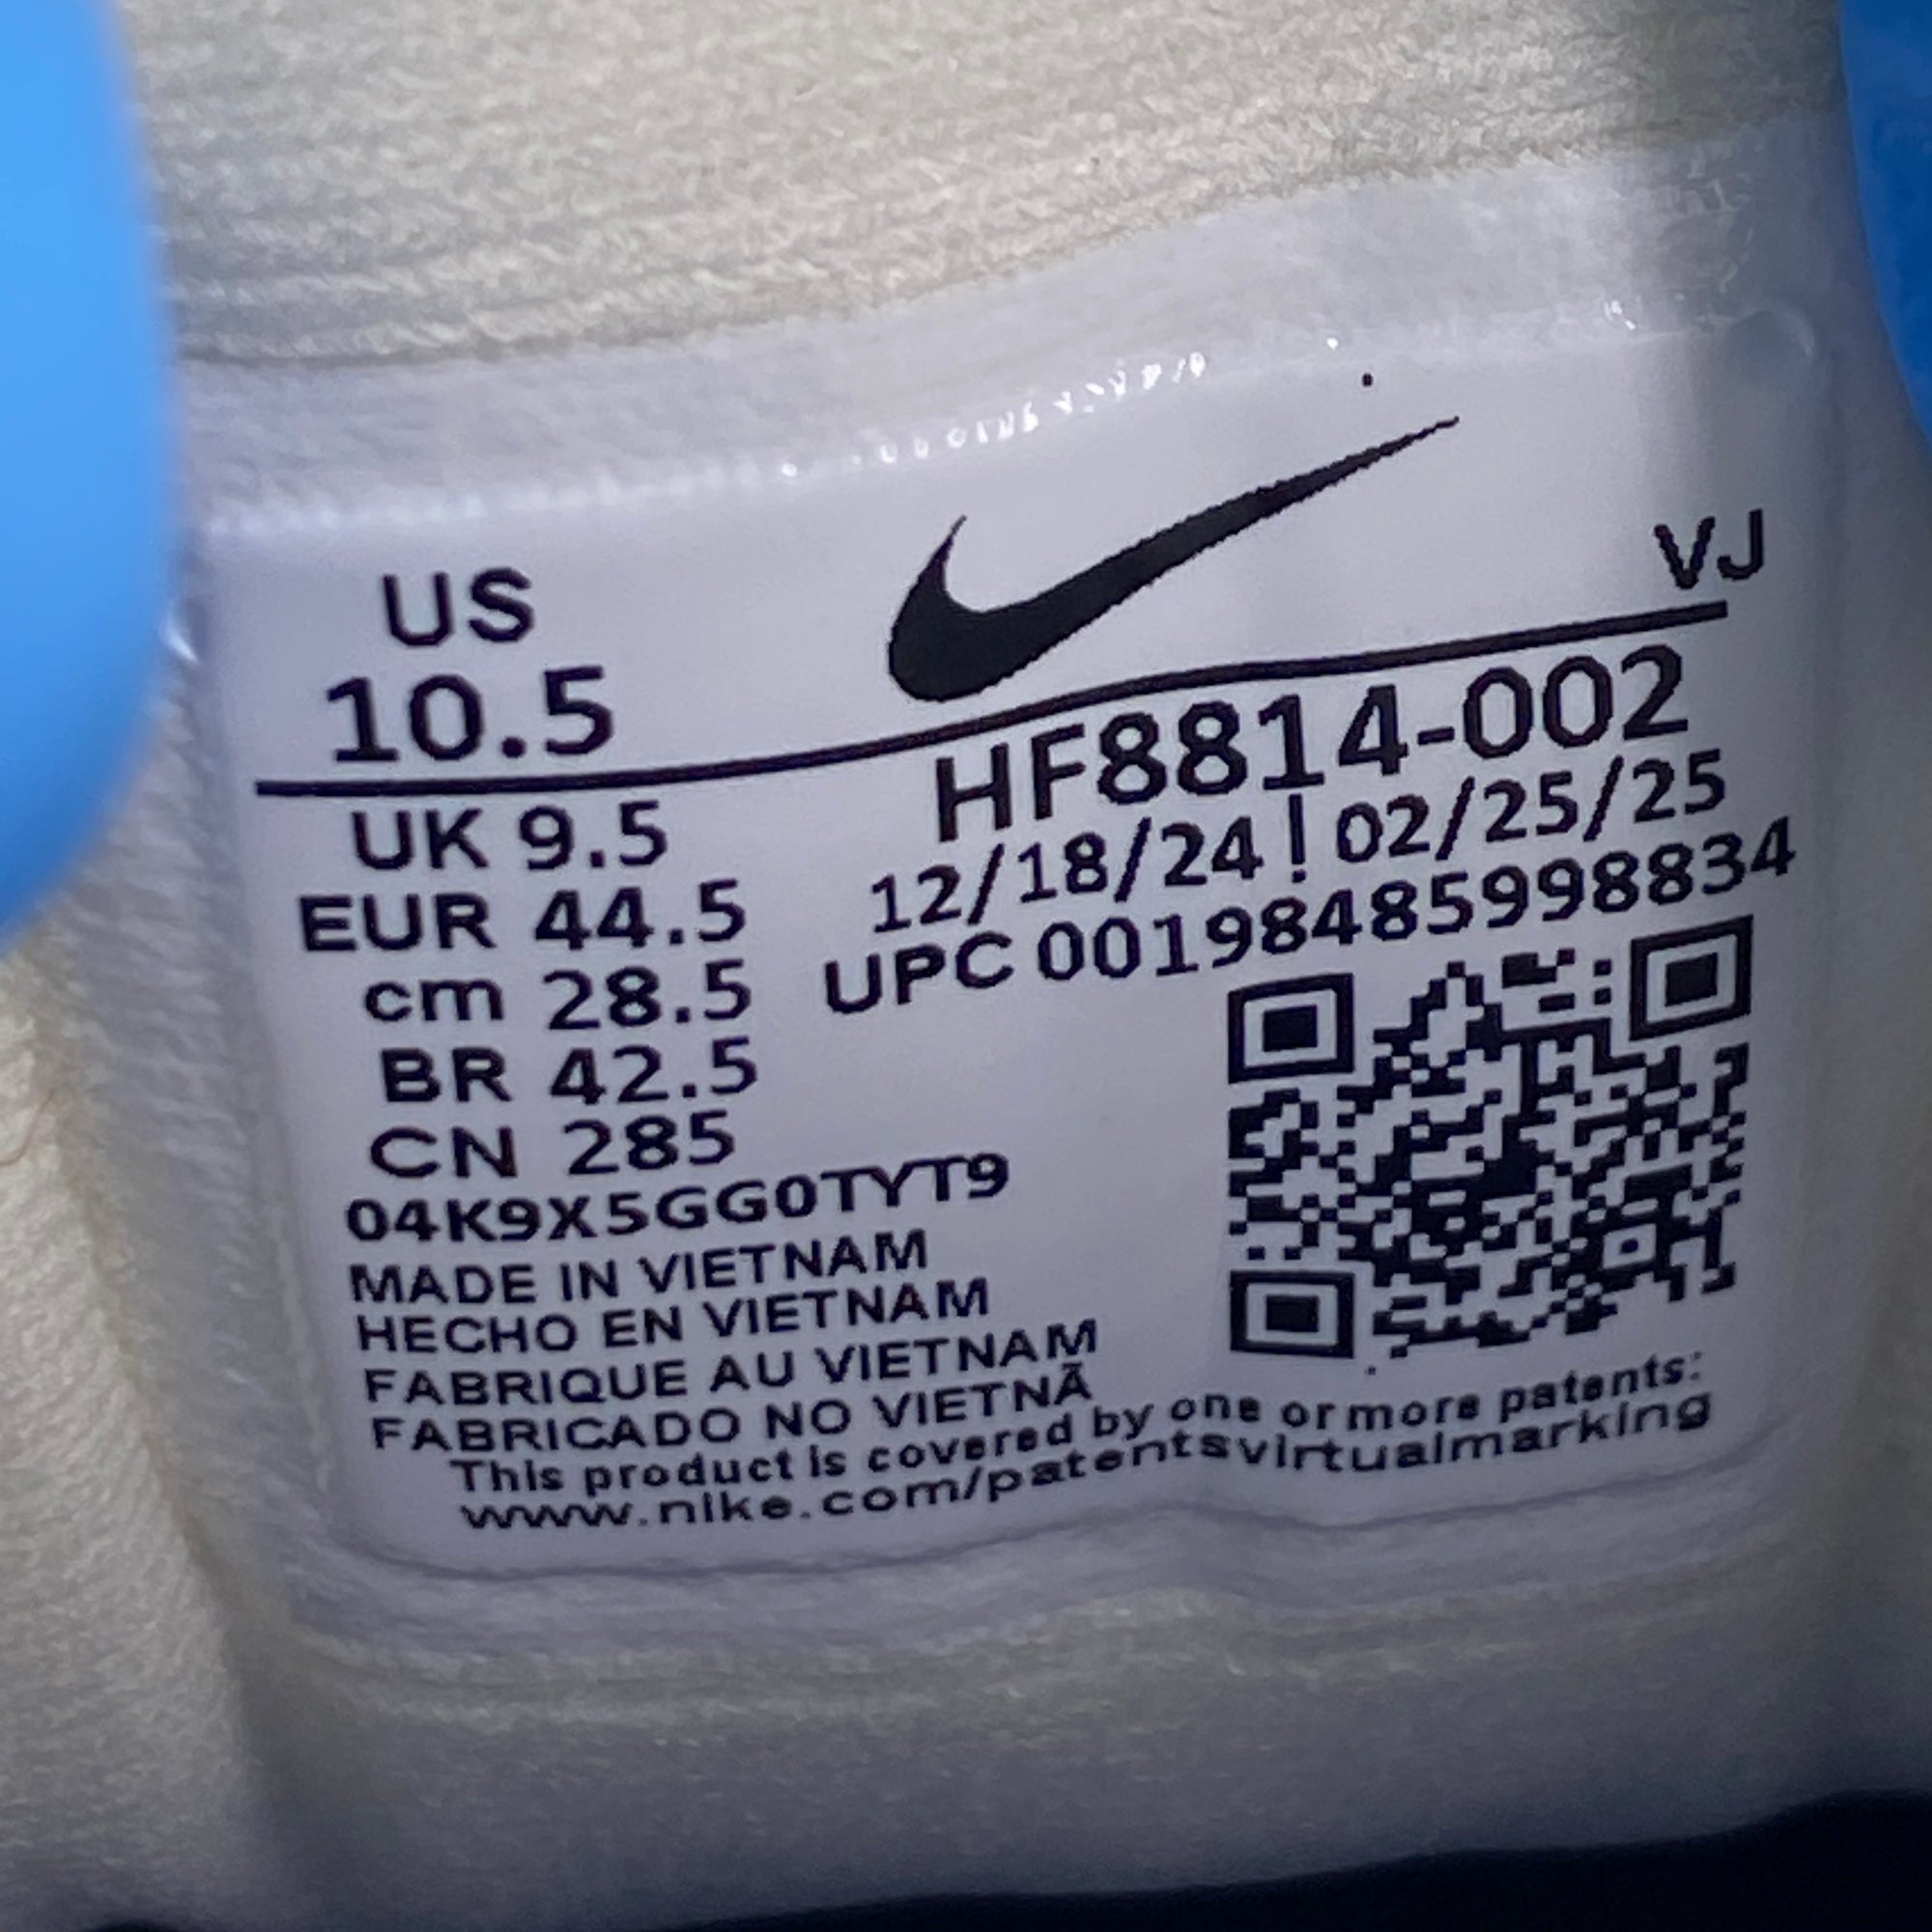 US
10.5
VJ
UK 9.5
EUR 44.5
cm 28.5
BR 42.5
CN 285
HF8814-002
12/18/24 ! 02/25/25
UPC 00198485998834
04K9X5GG0TYT9
MADE IN VIETNAM
HECHO EN VIETNAM
FABRIQUE AU VIETNAM
FABRICADO NO VIETNÃ
This product is covered by one or more patents:
www.nike.com/patentsvirtualmarking